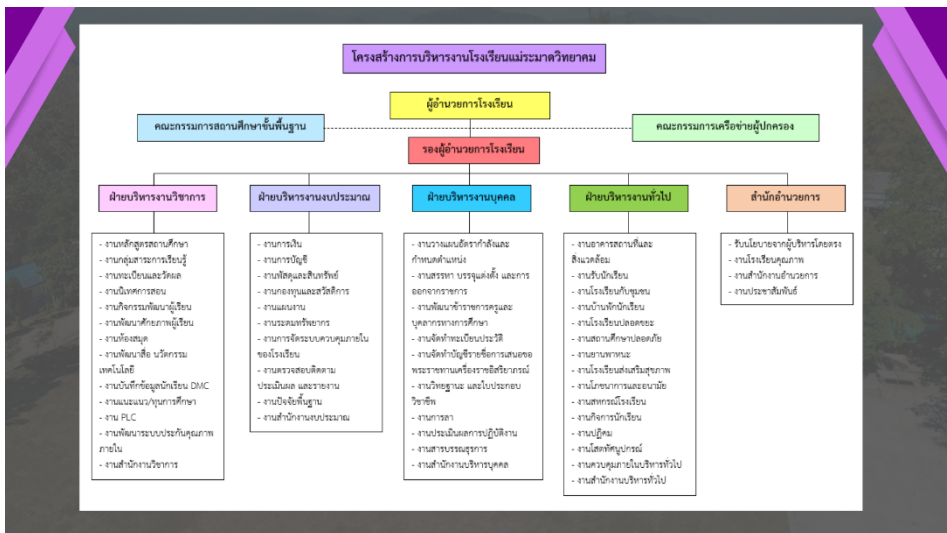 โครงสร้างการบริหารงานโรงเรียนแม่ระมาดวิทยาคม
ผู้อำนวยการโรงเรียน
คณะกรรมการสถานศึกษาขั้นพื้นฐาน
คณะกรรมการเครือข่ายผู้ปกครอง
รองผู้อำนวยการโรงเรียน
ฝ่ายบริหารงานวิชาการ
- งานหลักสูตรสถานศึกษา
- งานกลุ่มสาระการเรียนรู้
- งานทะเบียนและวัดผล
- งานนิเทศการสอน
- งานกิจกรรมพัฒนาผู้เรียน
- งานพัฒนาศักยภาพผู้เรียน
- งานห้องสมุด
- งานพัฒนาสื่อ นวัตกรรม
เทคโนโลยี
- งานบันทึกข้อมูลนักเรียน DMC
- งานแนะแนว/ทุนการศึกษา
- งาน PLC
- งานพัฒนาระบบประกันคุณภาพ
ภายใน
- งานสำนักงานวิชาการ
ฝ่ายบริหารงานงบประมาณ
- งานการเงิน
- งานการบัญชี
- งานพัสดุและสินทรัพย์
- งานกองทุนและสวัสดิการ
- งานแผนงาน
- งานระดมทรัพยากร
- งานการจัดระบบควบคุมภายใน
ของโรงเรียน
- งานตรวจสอบติดตาม
ประเมินผล และรายงาน
- งานปัจจัยพื้นฐาน
- งานสำนักงานงบประมาณ
ฝ่ายบริหารงานบุคคล
- งานวางแผนอัตรากำลังและ
กำหนดตำแหน่ง
- งานสรรหา บรรจุแต่งตั้ง และการ
ออกจากราชการ
- งานพัฒนาข้าราชการครูและ
บุคลากรทางการศึกษา
- งานจัดทำทะเบียนประวัติ
- งานจัดทำบัญชีรายชื่อการเสนอขอ
พระราชทานเครื่องราชอิสริยาภรณ์
- งานวิทยฐานะ และใบประกอบ
วิชาชีพ
- งานการลา
- งานประเมินผลการปฏิบัติงาน
- งานสารบรรณธุรการ
- งานสำนักงานบริหารบุคคล
ฝ่ายบริหารงานทั่วไป
- งานอาคารสถานที่และ
สิ่งแวดล้อม
- งานรับนักเรียน
- งานโรงเรียนกับชุมชน
- งานบ้านพักนักเรียน
- งานโรงเรียนปลอดขยะ
- งานสถานศึกษาปลอดภัย
- งานยานพาหนะ
- งานโรงเรียนส่งเสริมสุขภาพ
- งานโภชนาการและอนามัย
- งานสหกรณ์โรงเรียน
- งานกิจการนักเรียน
- งานปฏิคม
- งานโสตทัศนูปกรณ์
- งานควบคุมภายในบริหารทั่วไป
- งานสำนักงานบริหารทั่วไป
สำนักอำนวยการ
- รับนโยบายจากผู้บริหารโดยตรง
- งานโรงเรียนคุณภาพ
- งานสำนักงานอำนวยการ
- งานประชาสัมพันธ์